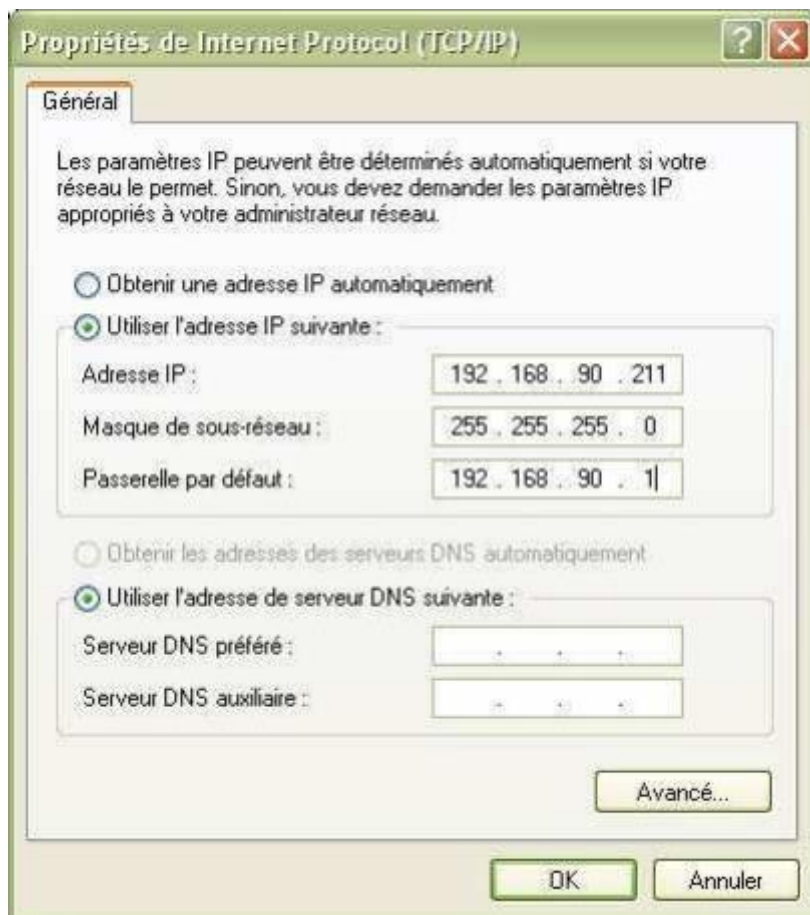 Propriétés de Internet Protocol (TCP/IP)
Général
Les paramètres IP peuvent être déterminés automatiquement si votre
réseau le permet. Sinon, vous devez demander les paramètres IP
appropriés à votre administrateur réseau.
Obtenir une adresse IP automatiquement
Utiliser l'adresse IP suivante :
Adresse IP : 192 . 168 . 90 . 211
Masque de sous-réseau : 255 . 255 . 255 . 0
Passerelle par défaut : 192 . 168 . 90 . 1
Obtenir les adresses des serveurs DNS automatiquement
Utiliser l'adresse de serveur DNS suivante :
Serveur DNS préféré : . . .
Serveur DNS auxiliaire : . . .
Avancé...
OK Annuler